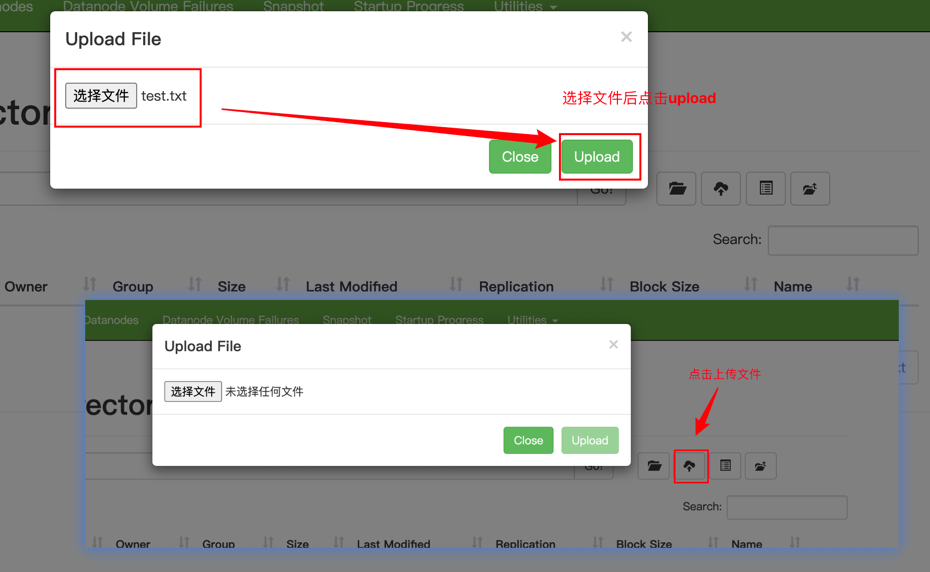 nodes Datanode Volume Failures Snapshot Startup Progress Utilities
Upload File ×
选择文件 test.txt
选择文件后点击upload
ctor
Close Upload
Go!
Search:
Owner Group Size Last Modified Replication Block Size Name
Datanodes Datanode Volume Failures Snapshot Startup Progress Utilities
Upload File ×
选择文件 未选择任何文件
点击上传文件
ector
Close Upload
Go!
Search:
Owner Group Size Last Modified Replication Block Size Name